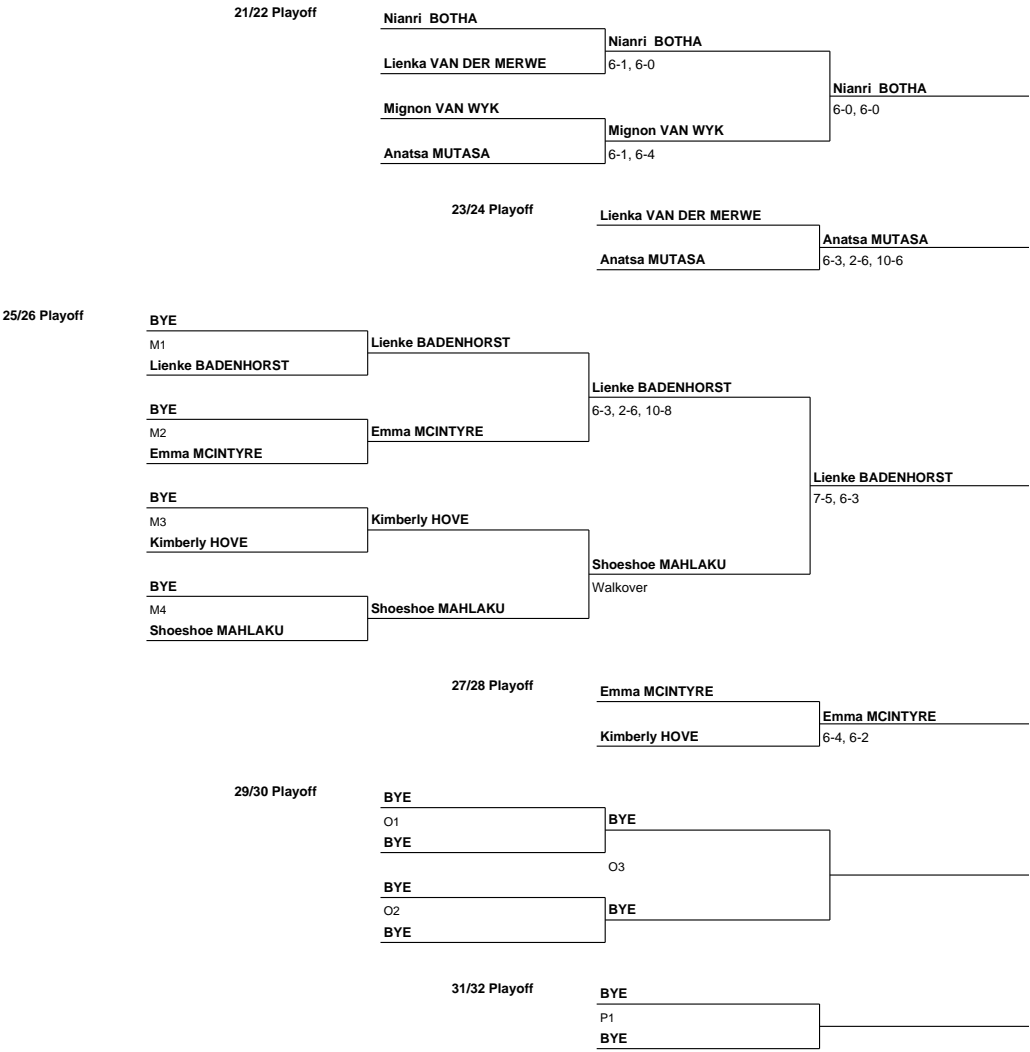 21/22 Playoff
Nianri BOTHA
Nianri BOTHA
Lienka VAN DER MERWE
6-1, 6-0
Nianri BOTHA
Mignon VAN WYK
6-0, 6-0
Mignon VAN WYK
Anatsa MUTASA
6-1, 6-4
23/24 Playoff
Lienka VAN DER MERWE
Anatsa MUTASA
Anatsa MUTASA
6-3, 2-6, 10-6
25/26 Playoff
BYE
M1
Lienke BADENHORST
Lienke BADENHORST
Lienke BADENHORST
BYE
6-3, 2-6, 10-8
M2
Emma MCINTYRE
Emma MCINTYRE
Lienke BADENHORST
BYE
7-5, 6-3
M3
Kimberly HOVE
Kimberly HOVE
Shoeshoe MAHLAKU
BYE
Walkover
M4
Shoeshoe MAHLAKU
Shoeshoe MAHLAKU
27/28 Playoff
Emma MCINTYRE
Emma MCINTYRE
Kimberly HOVE
6-4, 6-2
29/30 Playoff
BYE
O1
BYE
BYE
O3
BYE
O2
BYE
BYE
31/32 Playoff
BYE
P1
BYE